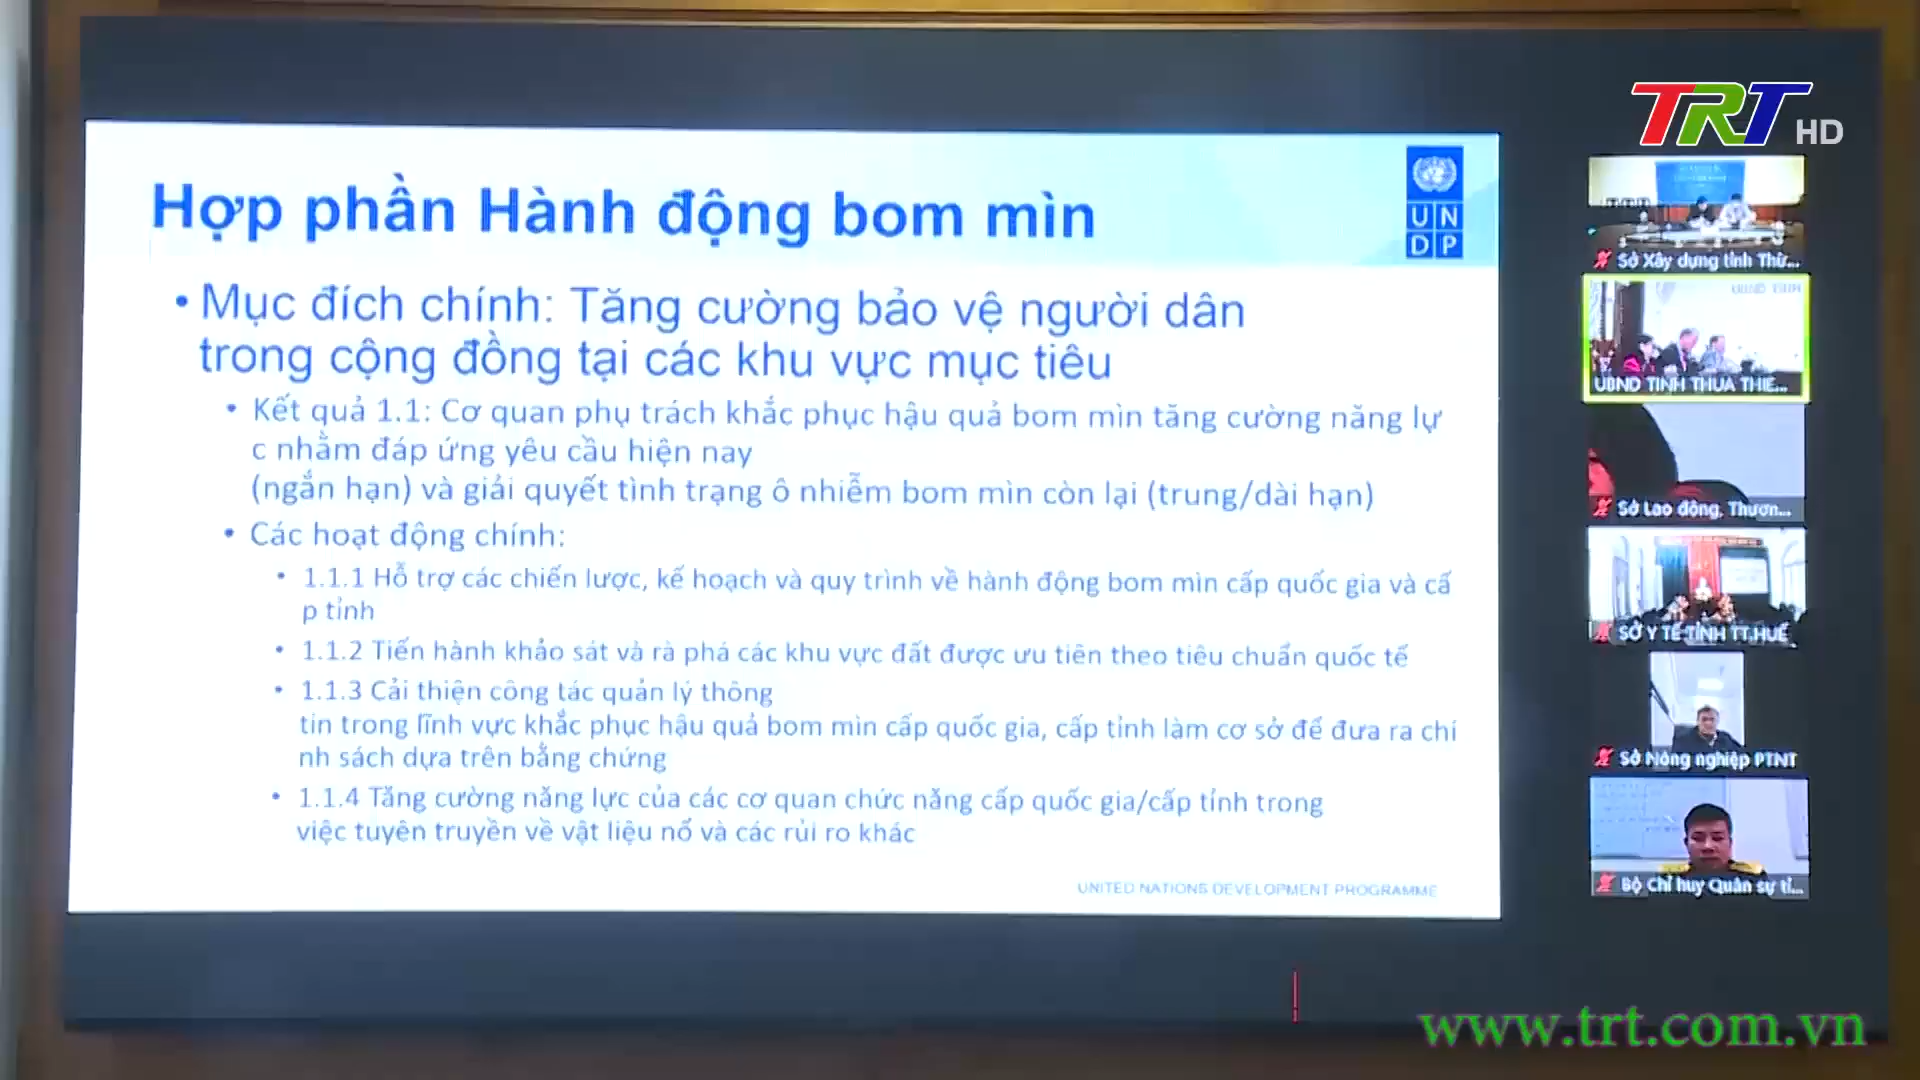 TRT HD
Hợp phần Hành động bom mìn
UN
DP
• Mục đích chính: Tăng cường bảo vệ người dân
trong cộng đồng tại các khu vực mục tiêu
• Kết quả 1.1: Cơ quan phụ trách khắc phục hậu quả bom mìn tăng cường năng lự
c nhằm đáp ứng yêu cầu hiện nay
(ngắn hạn) và giải quyết tình trạng ô nhiễm bom mìn còn lại (trung/dài hạn)
• Các hoạt động chính:
• 1.1.1 Hỗ trợ các chiến lược, kế hoạch và quy trình về hành động bom mìn cấp quốc gia và cấ
p tỉnh
• 1.1.2 Tiến hành khảo sát và rà phá các khu vực đất được ưu tiên theo tiêu chuẩn quốc tế
• 1.1.3 Cải thiện công tác quản lý thông
tin trong lĩnh vực khắc phục hậu quả bom mìn cấp quốc gia, cấp tỉnh làm cơ sở để đưa ra chí
nh sách dựa trên bằng chứng
• 1.1.4 Tăng cường năng lực của các cơ quan chức năng cấp quốc gia/cấp tỉnh trong
việc tuyên truyền về vật liệu nổ và các rủi ro khác
UNITED NATIONS DEVELOPMENT PROGRAMME
Sở Xây dựng tỉnh Thừ...
UBND TINH THUA THIE...
Sở Lao động, Thươn...
SỞ Y TẾ TỈNH TT.HUẾ
Sở Nông nghiệp PTNT
Bộ Chỉ huy Quân sự tỉ...
www.trt.com.vn